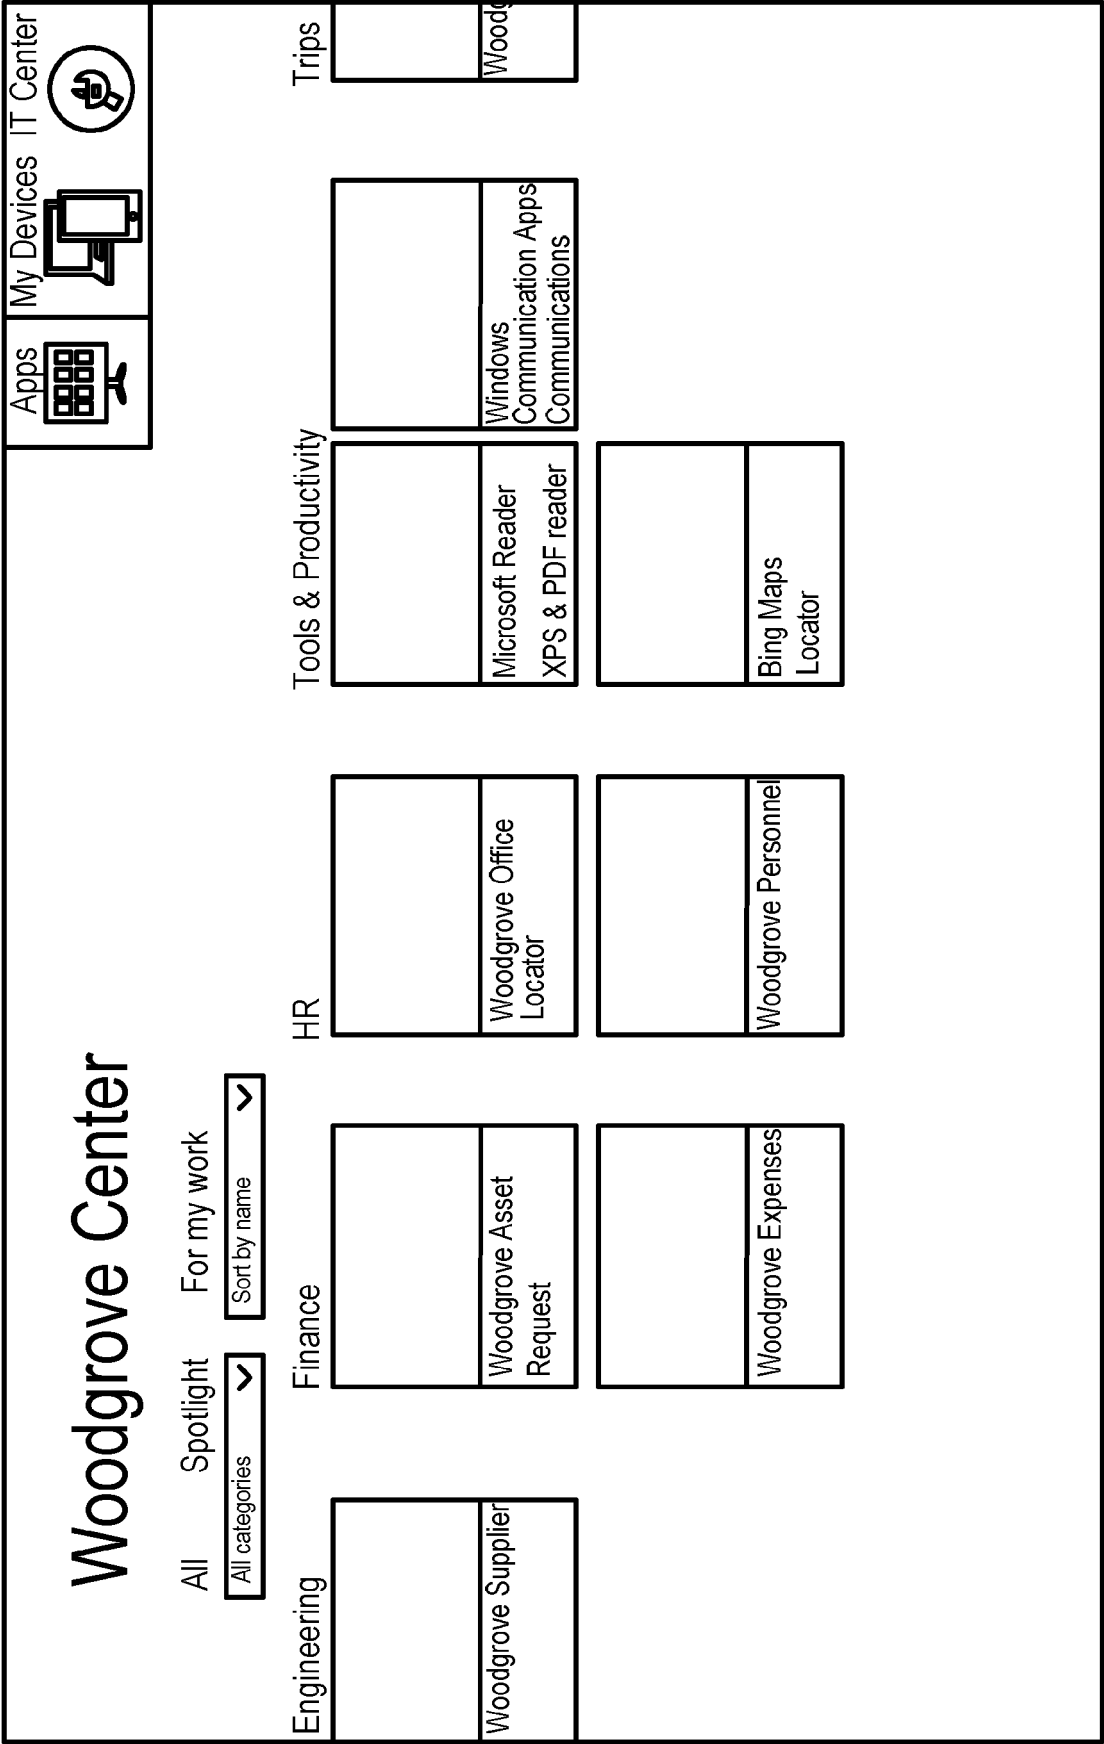 Woodgrove Center
Apps
My Devices
IT Center
All
Spotlight
For my work
All categories
Sort by name
Engineering
Woodgrove Supplier
Finance
Woodgrove Asset
Request
Woodgrove Expenses
HR
Woodgrove Office
Locator
Woodgrove Personnel
Tools & Productivity
Microsoft Reader
XPS & PDF reader
Windows
Communication Apps
Communications
Bing Maps
Locator
Trips